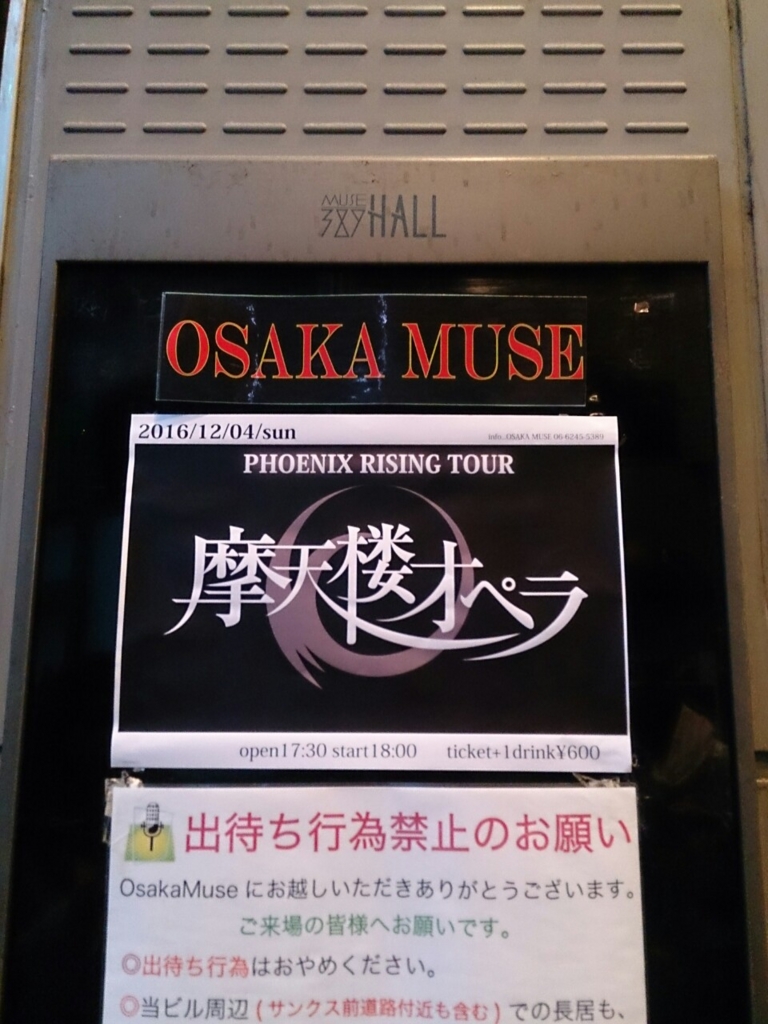 MUSE
389 HALL
OSAKA MUSE
2016/12/04/sun
info. OSAKA MUSE 06-6245-5389
PHOENIX RISING TOUR
摩天楼オペラ
open17:30 start18:00 ticket+1drink¥600
出待ち行為禁止のお願い
OsakaMuse にお越しいただきありがとうございます。
ご来場の皆様へお願いです。
◎出待ち行為はおやめください。
◎当ビル周辺(サンクス前道路付近も含む)での長居も、